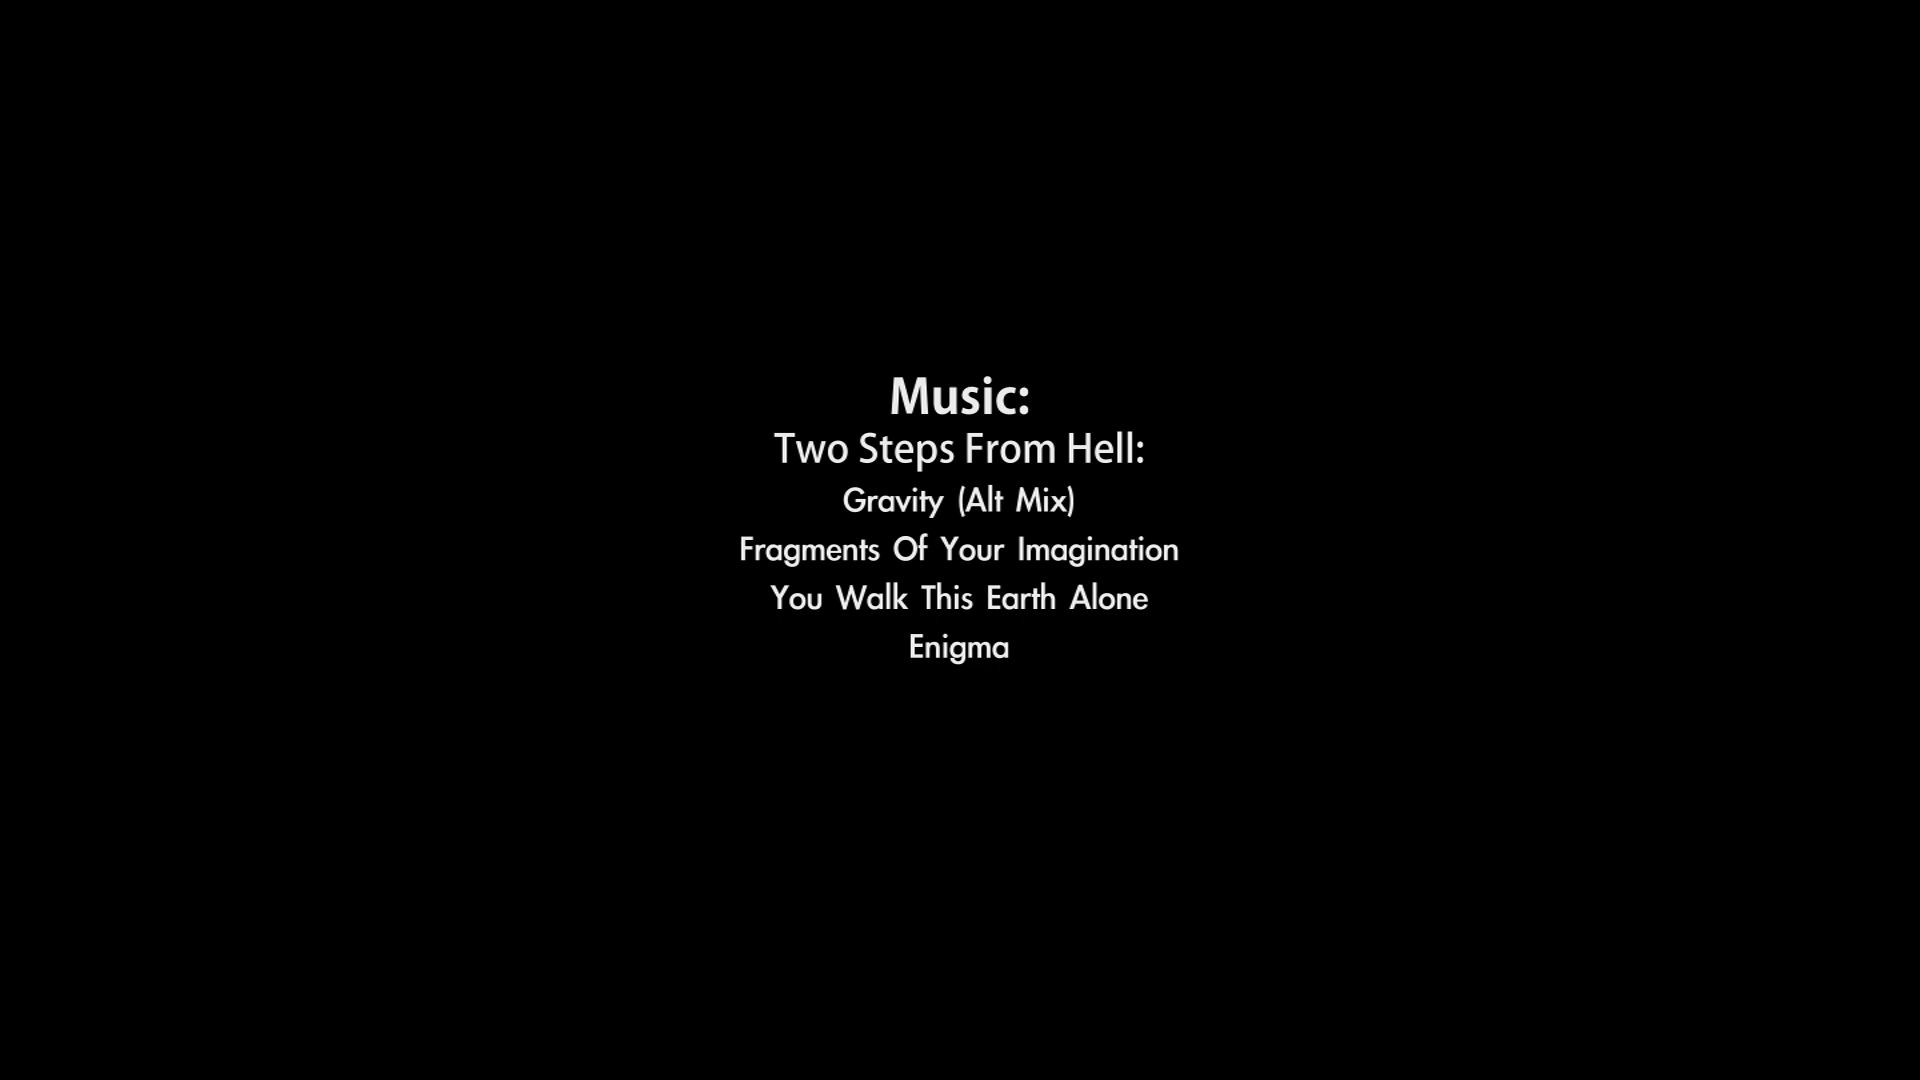 Music:
Two Steps From Hell:
Gravity (Alt Mix)
Fragments Of Your Imagination
You Walk This Earth Alone
Enigma